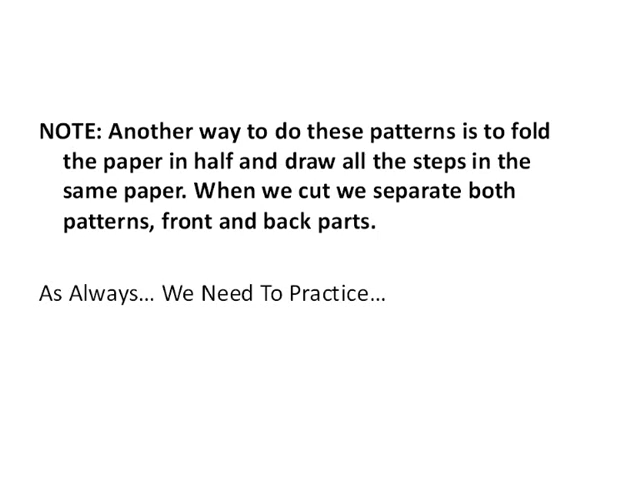 NOTE: Another way to do these patterns is to fold
the paper in half and draw all the steps in the
same paper. When we cut we separate both
patterns, front and back parts.
As Always… We Need To Practice…